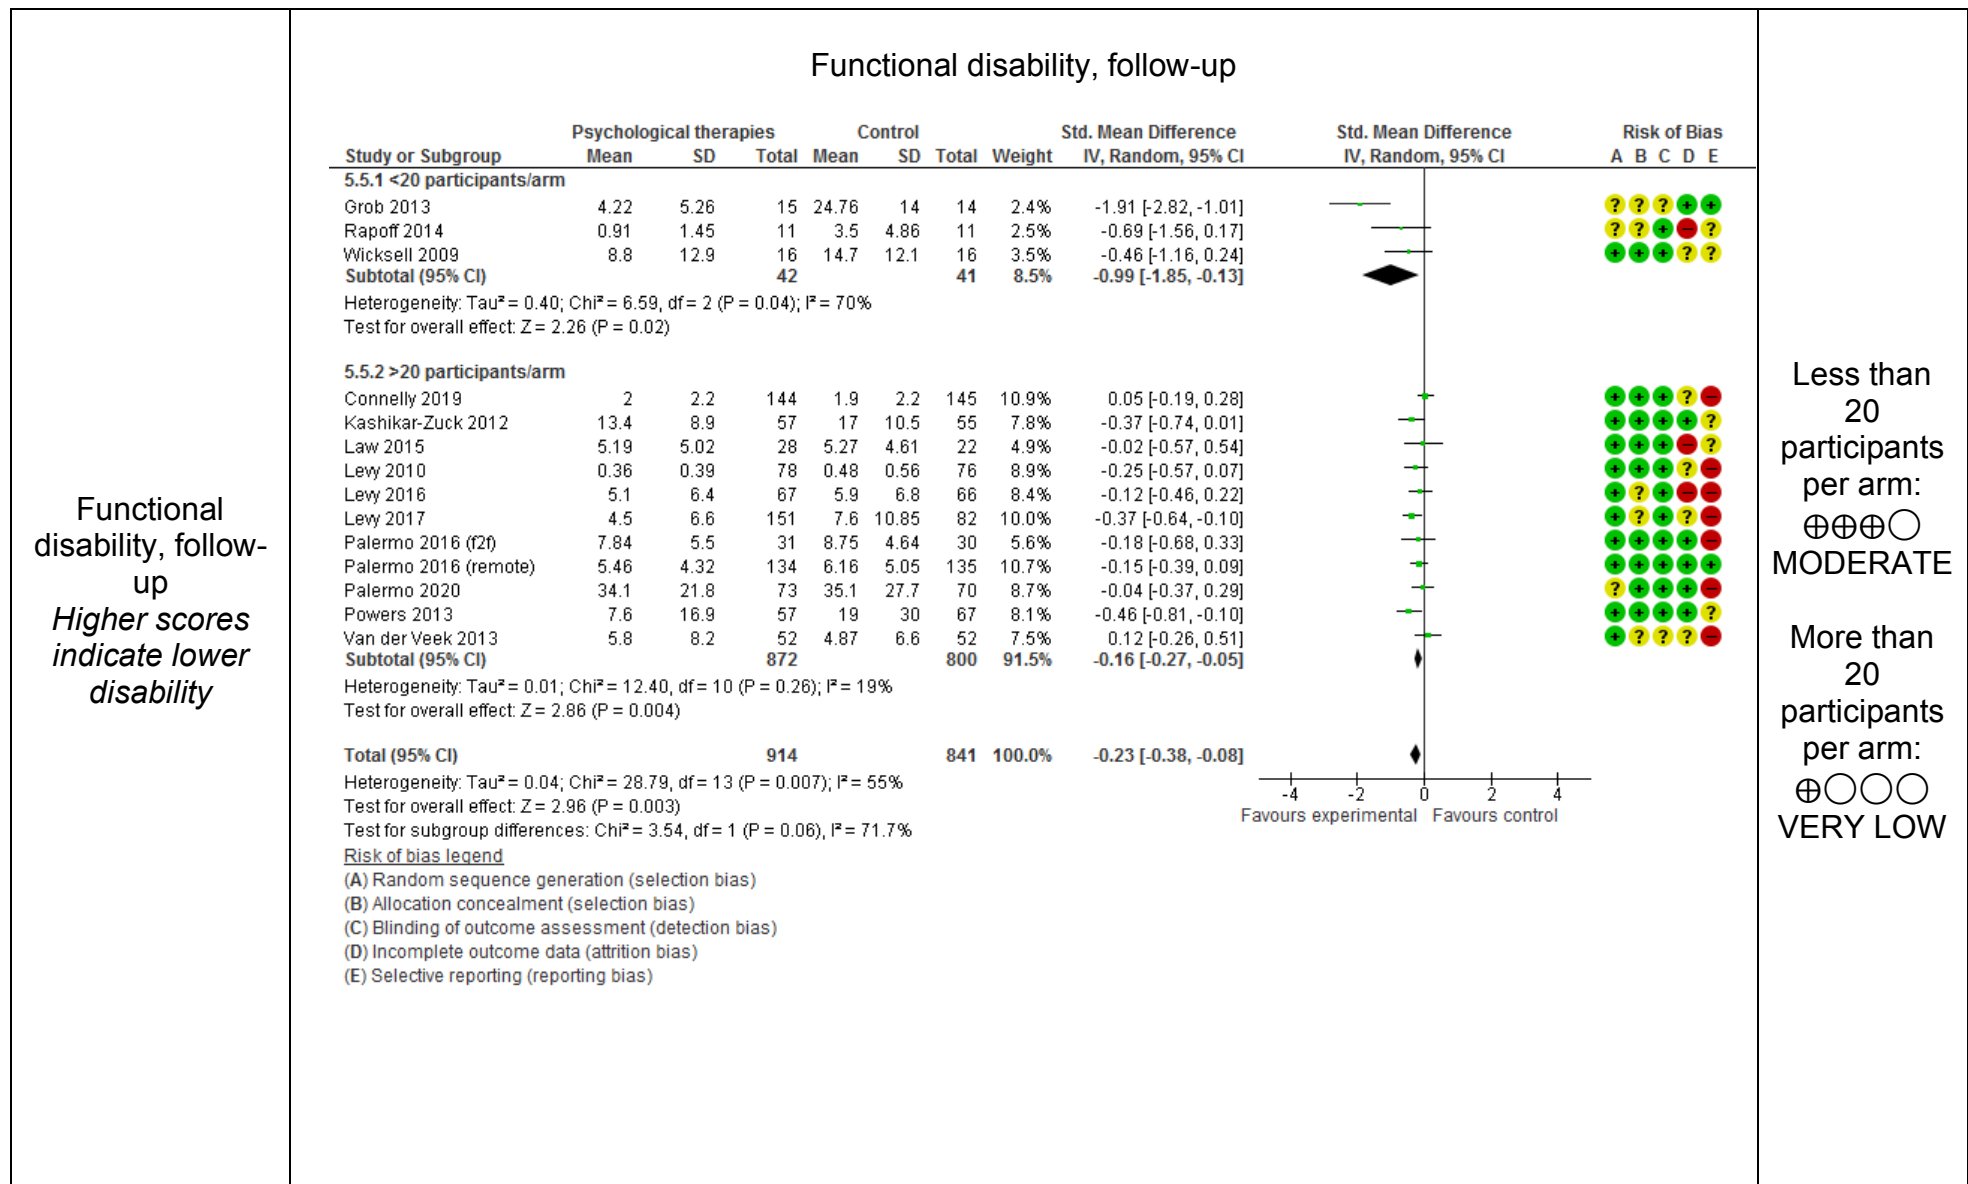 Functional
disability, follow-
up
Higher scores
indicate lower
disability
Functional disability, follow-up
Psychological therapies Control Std. Mean Difference Std. Mean Difference Risk of Bias
Study or Subgroup Mean SD Total Mean SD Total Weight IV, Random, 95% CI IV, Random, 95% CI A B C D E
5.5.1 <20 participants/arm
Grob 2013 4.22 5.26 15 24.76 14 14 2.4% -1.91 [-2.82, -1.01] ? ? ? + +
Rapoff 2014 0.91 1.45 11 3.5 4.86 11 2.5% -0.69 [-1.56, 0.17] ? ? + − ?
Wicksell 2009 8.8 12.9 16 14.7 12.1 16 3.5% -0.46 [-1.16, 0.24] + + + ? ?
Subtotal (95% CI) 42 41 8.5% -0.99 [-1.85, -0.13]
Heterogeneity: Tau² = 0.40; Chi² = 6.59, df = 2 (P = 0.04); I² = 70%
Test for overall effect: Z = 2.26 (P = 0.02)
5.5.2 >20 participants/arm
Connelly 2019 2 2.2 144 1.9 2.2 145 10.9% 0.05 [-0.19, 0.28] + + + ? −
Kashikar-Zuck 2012 13.4 8.9 57 17 10.5 55 7.8% -0.37 [-0.74, 0.01] + + + + ?
Law 2015 5.19 5.02 28 5.27 4.61 22 4.9% -0.02 [-0.57, 0.54] + + + − ?
Levy 2010 0.36 0.39 78 0.48 0.56 76 8.9% -0.25 [-0.57, 0.07] + + + ? −
Levy 2016 5.1 6.4 67 5.9 6.8 66 8.4% -0.12 [-0.46, 0.22] + ? + − −
Levy 2017 4.5 6.6 151 7.6 10.85 82 10.0% -0.37 [-0.64, -0.10] + ? + ? −
Palermo 2016 (f2f) 7.84 5.5 31 8.75 4.64 30 5.6% -0.18 [-0.68, 0.33] + + + + −
Palermo 2016 (remote) 5.46 4.32 134 6.16 5.05 135 10.7% -0.15 [-0.39, 0.09] + + + + +
Palermo 2020 34.1 21.8 73 35.1 27.7 70 8.7% -0.04 [-0.37, 0.29] ? + + + −
Powers 2013 7.6 16.9 57 19 30 67 8.1% -0.46 [-0.81, -0.10] + + + + ?
Van der Veek 2013 5.8 8.2 52 4.87 6.6 52 7.5% 0.12 [-0.26, 0.51] + ? ? ? −
Subtotal (95% CI) 872 800 91.5% -0.16 [-0.27, -0.05]
Heterogeneity: Tau² = 0.01; Chi² = 12.40, df = 10 (P = 0.26); I² = 19%
Test for overall effect: Z = 2.86 (P = 0.004)
Total (95% CI) 914 841 100.0% -0.23 [-0.38, -0.08]
Heterogeneity: Tau² = 0.04; Chi² = 28.79, df = 13 (P = 0.007); I² = 55%
Test for overall effect: Z = 2.96 (P = 0.003)
Test for subgroup differences: Chi² = 3.54, df = 1 (P = 0.06), I² = 71.7%
-4 -2 0 2 4
Favours experimental Favours control
Risk of bias legend
(A) Random sequence generation (selection bias)
(B) Allocation concealment (selection bias)
(C) Blinding of outcome assessment (detection bias)
(D) Incomplete outcome data (attrition bias)
(E) Selective reporting (reporting bias)
Less than
20
participants
per arm:
⊕⊕⊕◯
MODERATE
More than
20
participants
per arm:
⊕◯◯◯
VERY LOW